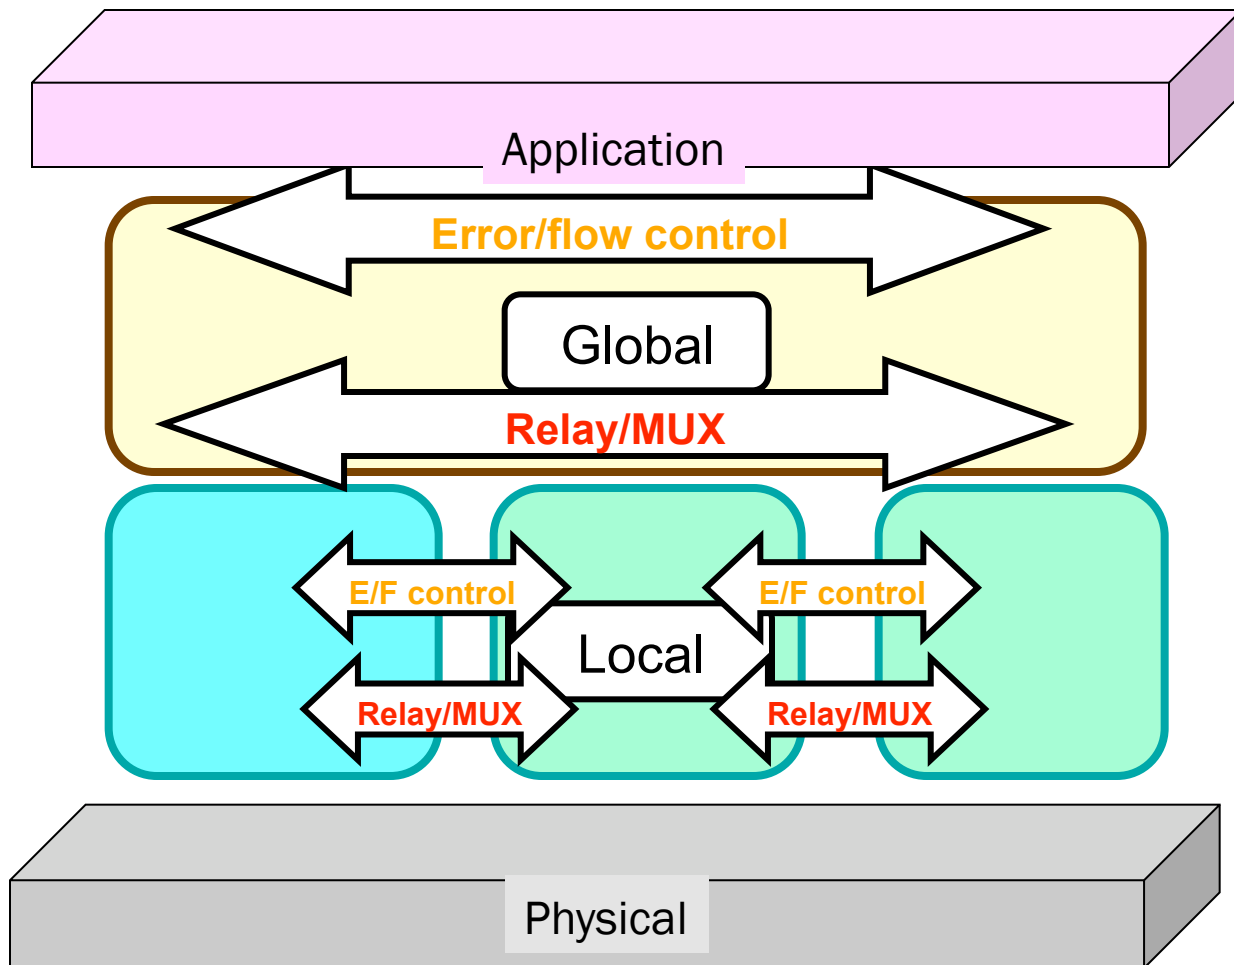 Application
Error/flow control
Global
Relay/MUX
E/F control
E/F control
Local
Relay/MUX
Relay/MUX
Physical